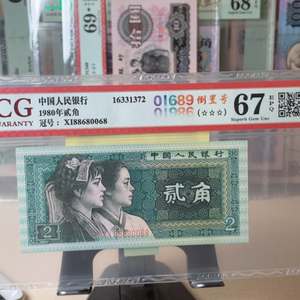 69
68
CG
GUARANTY
中国人民银行
1980年贰角
冠号：XI88680068
16331372
01689 倒置号
01986 (☆☆☆)
67 EPQ
Superb Gem Unc
中国人民银行
贰角
2
2